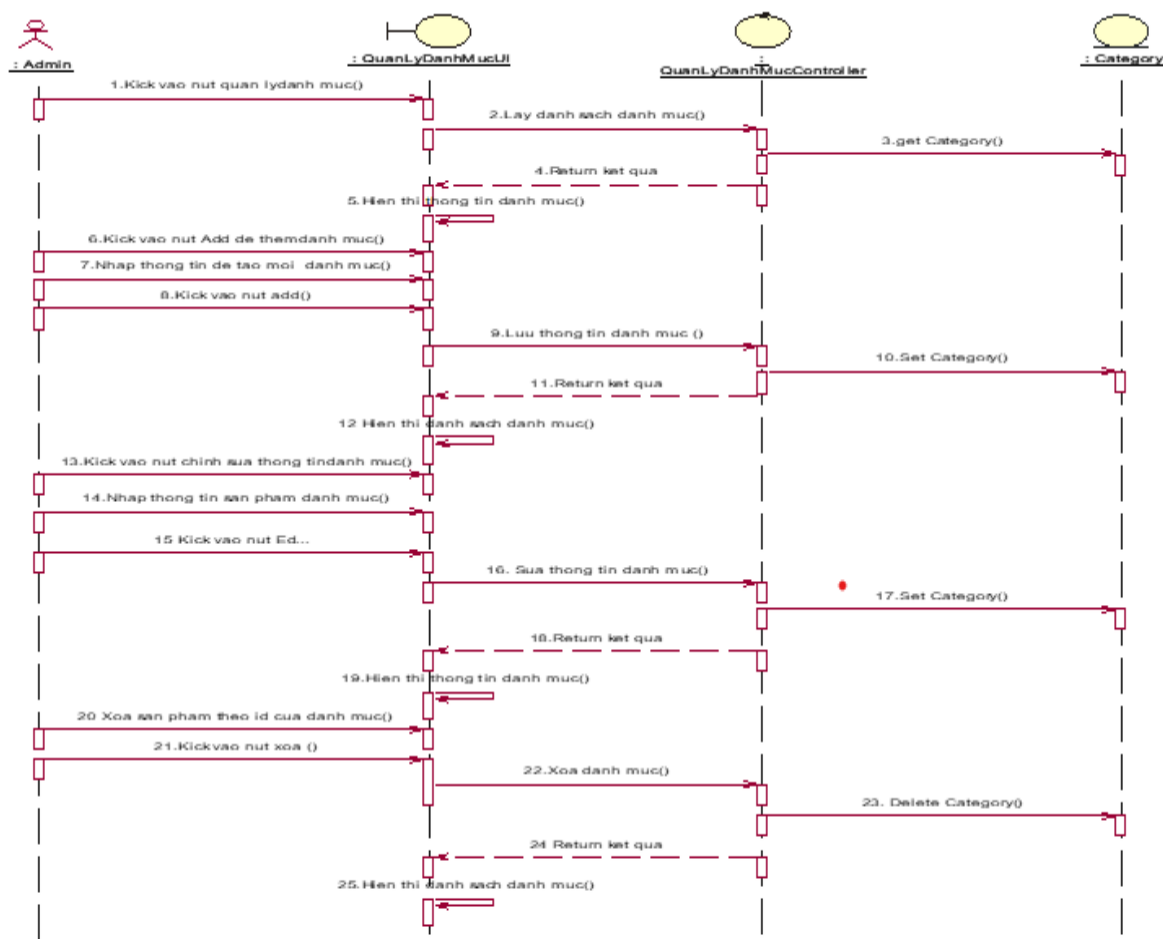 : Admin
: QuanLyDanhMucUI
:
QuanLyDanhMucController
: Category
1.Kick vao nut quan lydanh muc()
2.Lay danh sach danh muc()
3.get Category()
4.Return ket qua
5.Hien thi thong tin danh muc()
6.Kick vao nut Add de themdanh muc()
7.Nhap thong tin de tao moi danh muc()
8.Kick vao nut add()
9.Luu thong tin danh muc ()
10.Set Category()
11.Return ket qua
12 Hien thi danh sach danh muc()
13.Kick vao nut chinh sua thong tindanh muc()
14.Nhap thong tin san pham danh muc()
15 Kick vao nut Ed...
16. Sua thong tin danh muc()
17.Set Category()
18.Return ket qua
19.Hien thi thong tin danh muc()
20 Xoa san pham theo id cua danh muc()
21.Kick vao nut xoa ()
22.Xoa danh muc()
23. Delete Category()
24 Return ket qua
25.Hien thi danh sach danh muc()